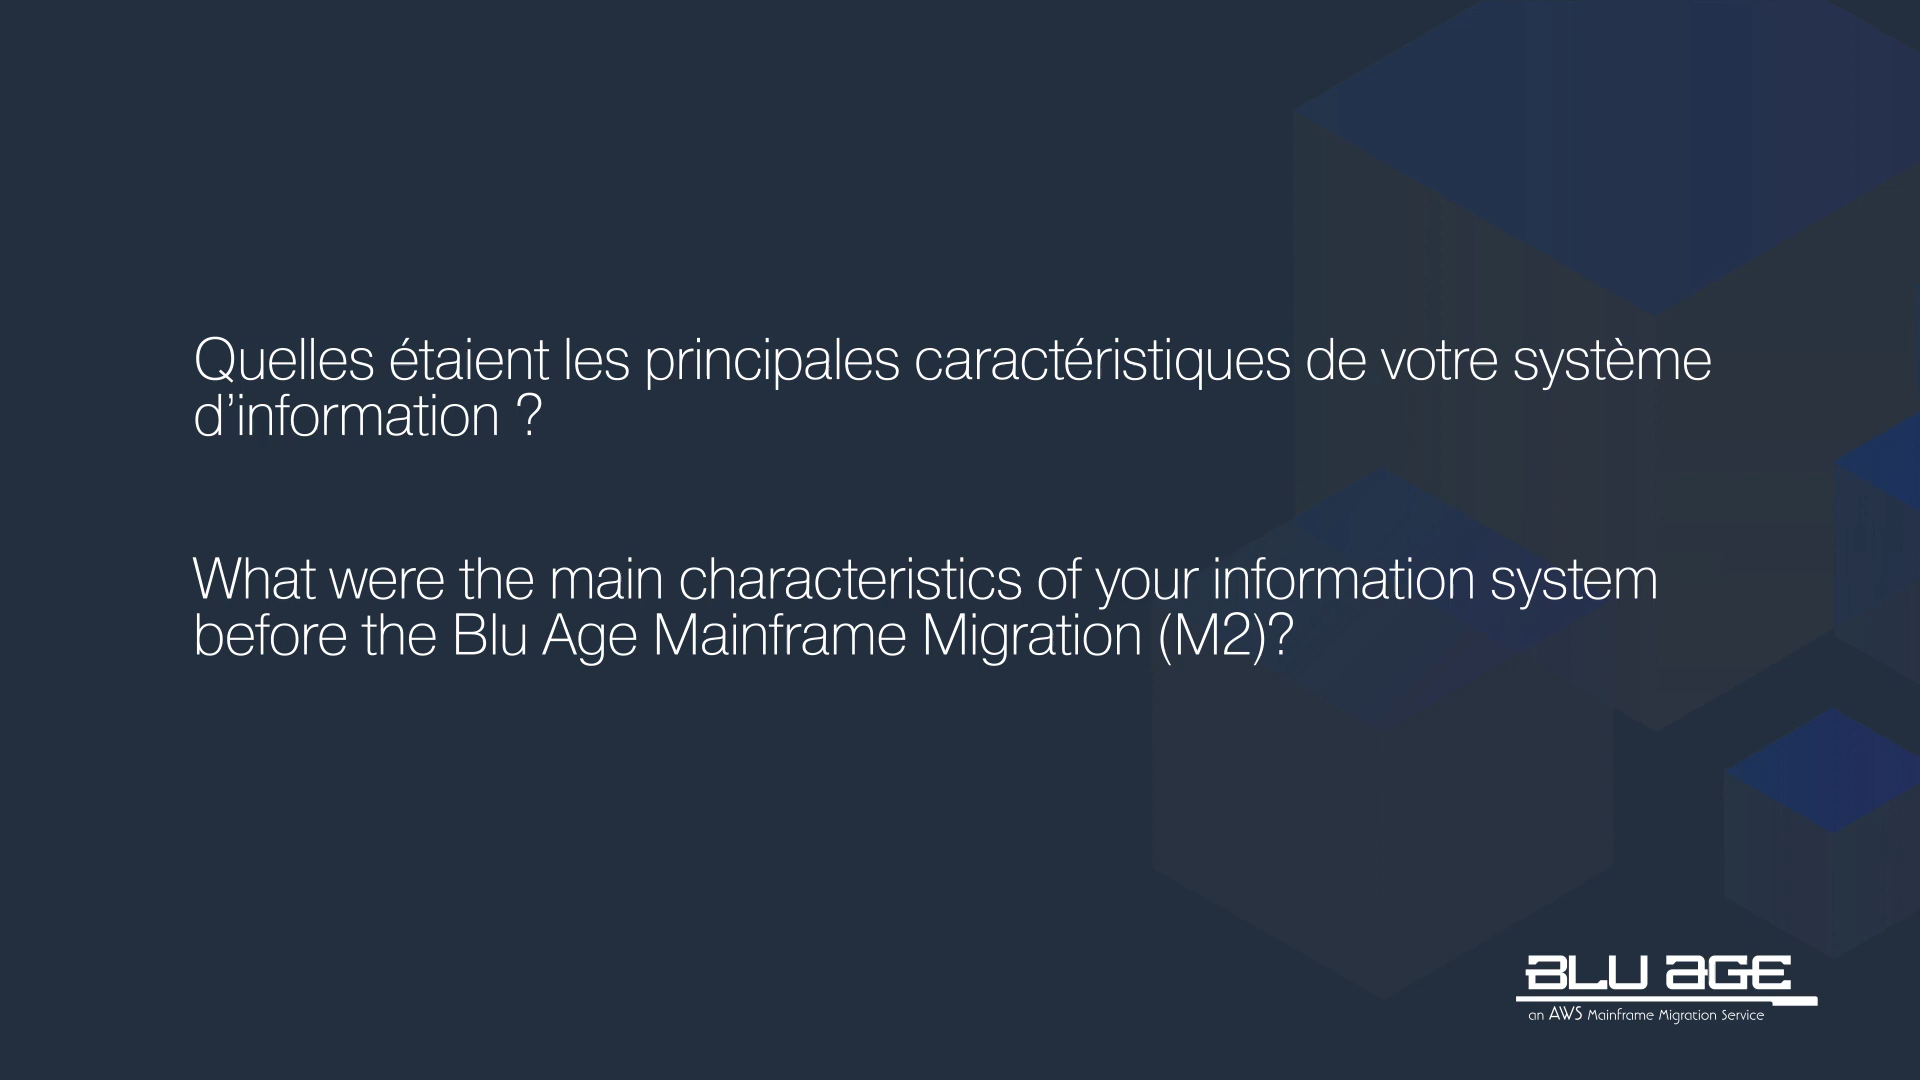 Quelles étaient les principales caractéristiques de votre système
d’information ?
What were the main characteristics of your information system
before the Blu Age Mainframe Migration (M2)?
BLU AGE
an AWS Mainframe Migration Service